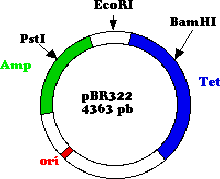 EcoRI
BamHI
PstI
Amp
pBR322
4363 pb
Tet
ori